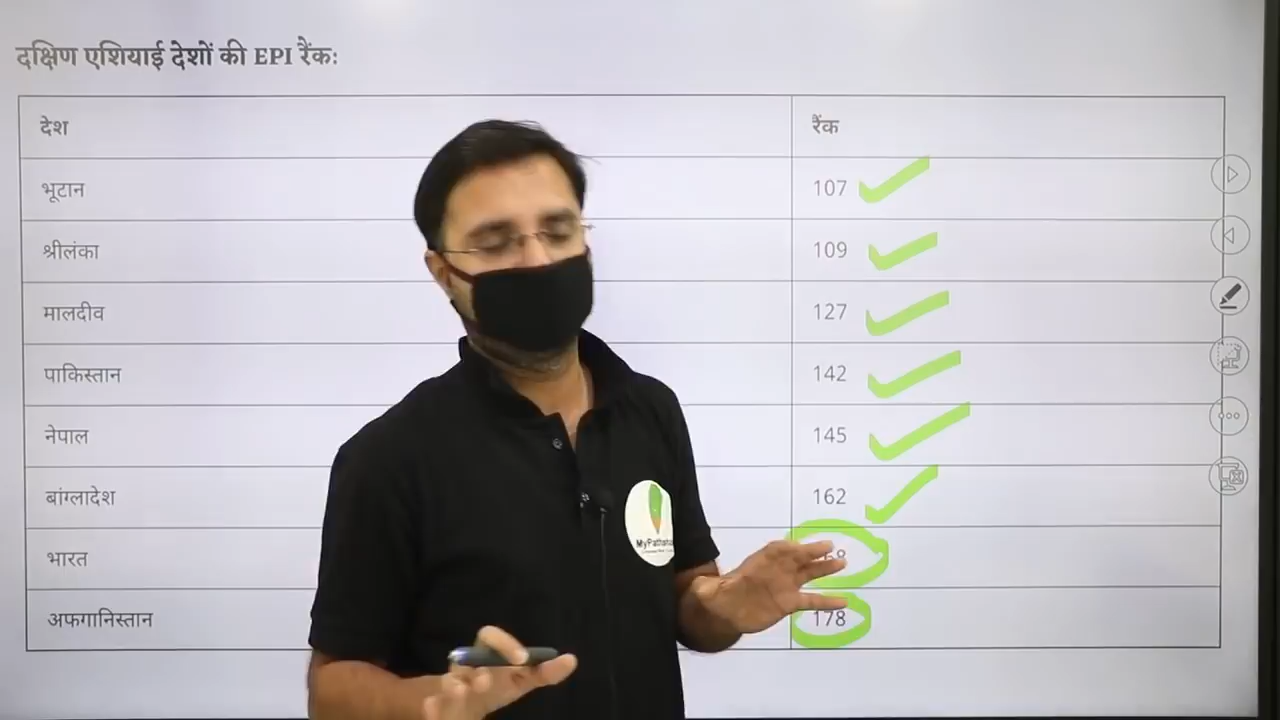 दक्षिण एशियाई देशों की EPI रैंक:
देश रैंक
भूटान 107
श्रीलंका 109
मालदीव 127
पाकिस्तान 142
नेपाल 145
बांग्लादेश 162
भारत
अफगानिस्तान 178